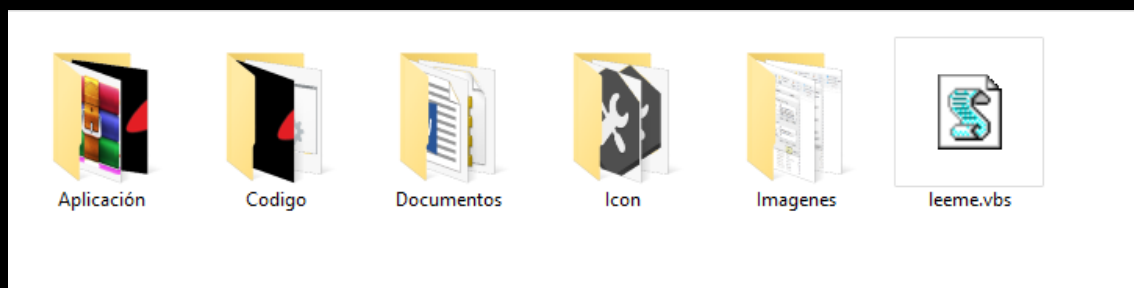 Aplicación
Codigo
Documentos
Icon
Imagenes
leeme.vbs